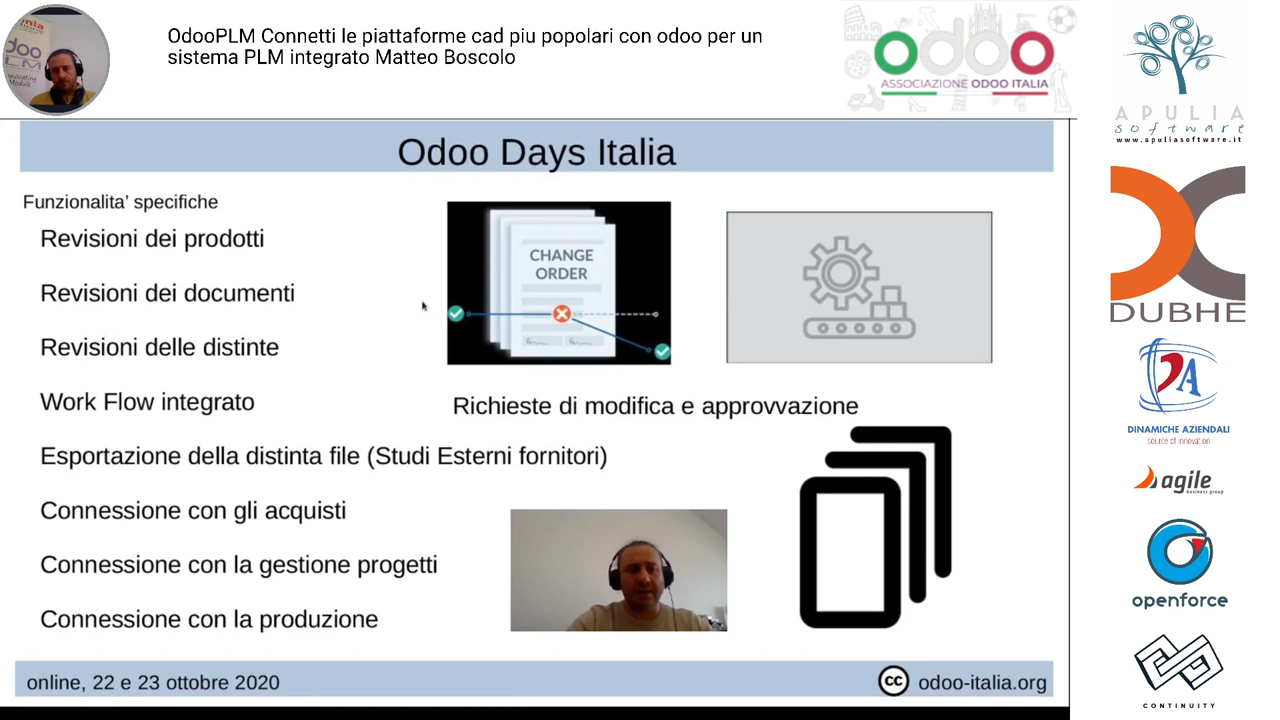 OdooPLM Connetti le piattaforme cad piu popolari con odoo per un
sistema PLM integrato Matteo Boscolo
odoo
ASSOCIAZIONE ODOO ITALIA
APULIA
software
www.apuliasoftware.it
Odoo Days Italia
Funzionalita' specifiche
Revisioni dei protti
Revisioni dei documenti
Revisioni delle distinte
Work Flow integrato
Esportazione della distinta file (Studi Esterni fornitori)
Connessione con gli acquisti
Connessione con la gestione progetti
Connessione con la produzione
CHANGE
ORDER
Richieste di modifica e approvvazione
online, 22 e 23 ottobre 2020
cc odoo-italia.org
DUBHE
DA
DINAMICHE AZIENDALI
source of innovation
agile
business group
openforce
CONTINUITY